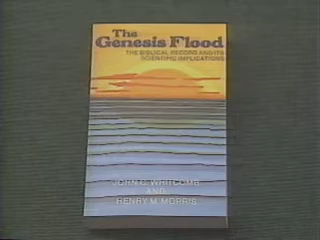 The
Genesis Flood
THE BIBLICAL RECORD AND ITS
SCIENTIFIC IMPLICATIONS
JOHN C. WHITCOMB
AND
HENRY M. MORRIS